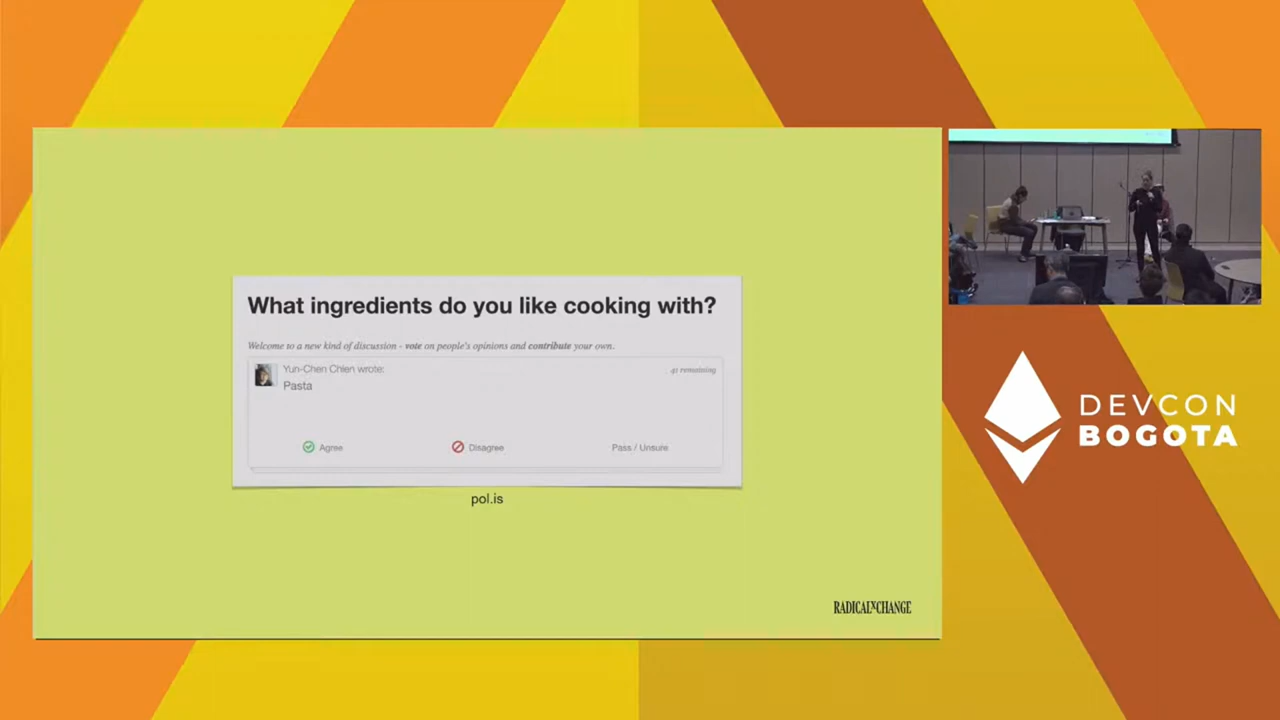 What ingredients do you like cooking with?
Welcome to a new kind of discussion - vote on people's opinions and contribute your own.
Yun-Chen Chien wrote:
41 remaining
Pasta
Agree
Disagree
Pass / Unsure
pol.is
RADICALXCHANGE
DEVCON
BOGOTA